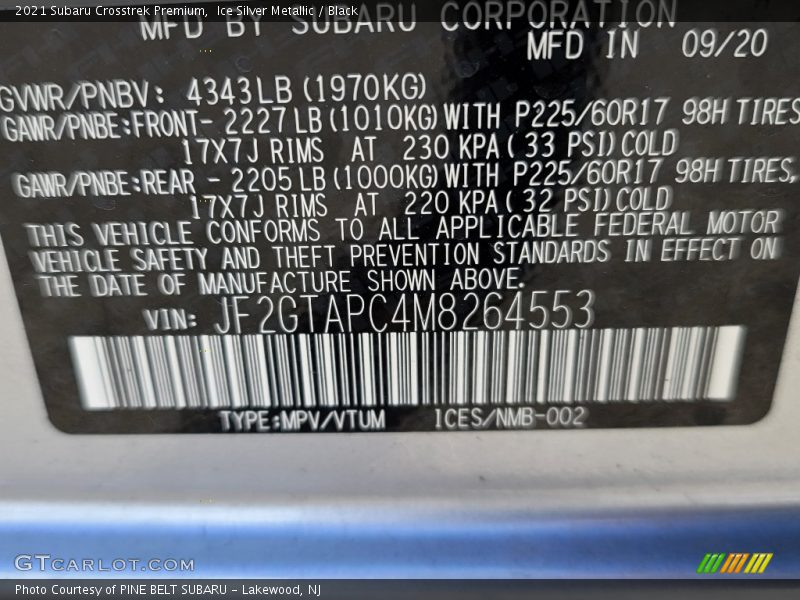 2021 Subaru Crosstrek Premium,  Ice Silver Metallic / Black
MFD BY SUBARU CORPORATION
MFD IN 09/20
GVWR/PNBV: 4343LB (1970KG)
GAWR/PNBE:FRONT- 2227LB (1010KG) WITH P225/60R17 98H TIRES
17X7J RIMS AT 230 KPA ( 33 PSI) COLD
GAWR/PNBE:REAR - 2205LB (1000KG) WITH P225/60R17 98H TIRES,
17X7J RIMS AT 220 KPA ( 32 PSI) COLD
THIS VEHICLE CONFORMS TO ALL APPLICABLE FEDERAL MOTOR
VEHICLE SAFETY AND THEFT PREVENTION STANDARDS IN EFFECT ON
THE DATE OF MANUFACTURE SHOWN ABOVE.
VIN: JF2GTAPC4M8264553
TYPE:MPV/VTUM ICES/NMB-002
GTCARLOT.COM
Photo Courtesy of PINE BELT SUBARU - Lakewood, NJ